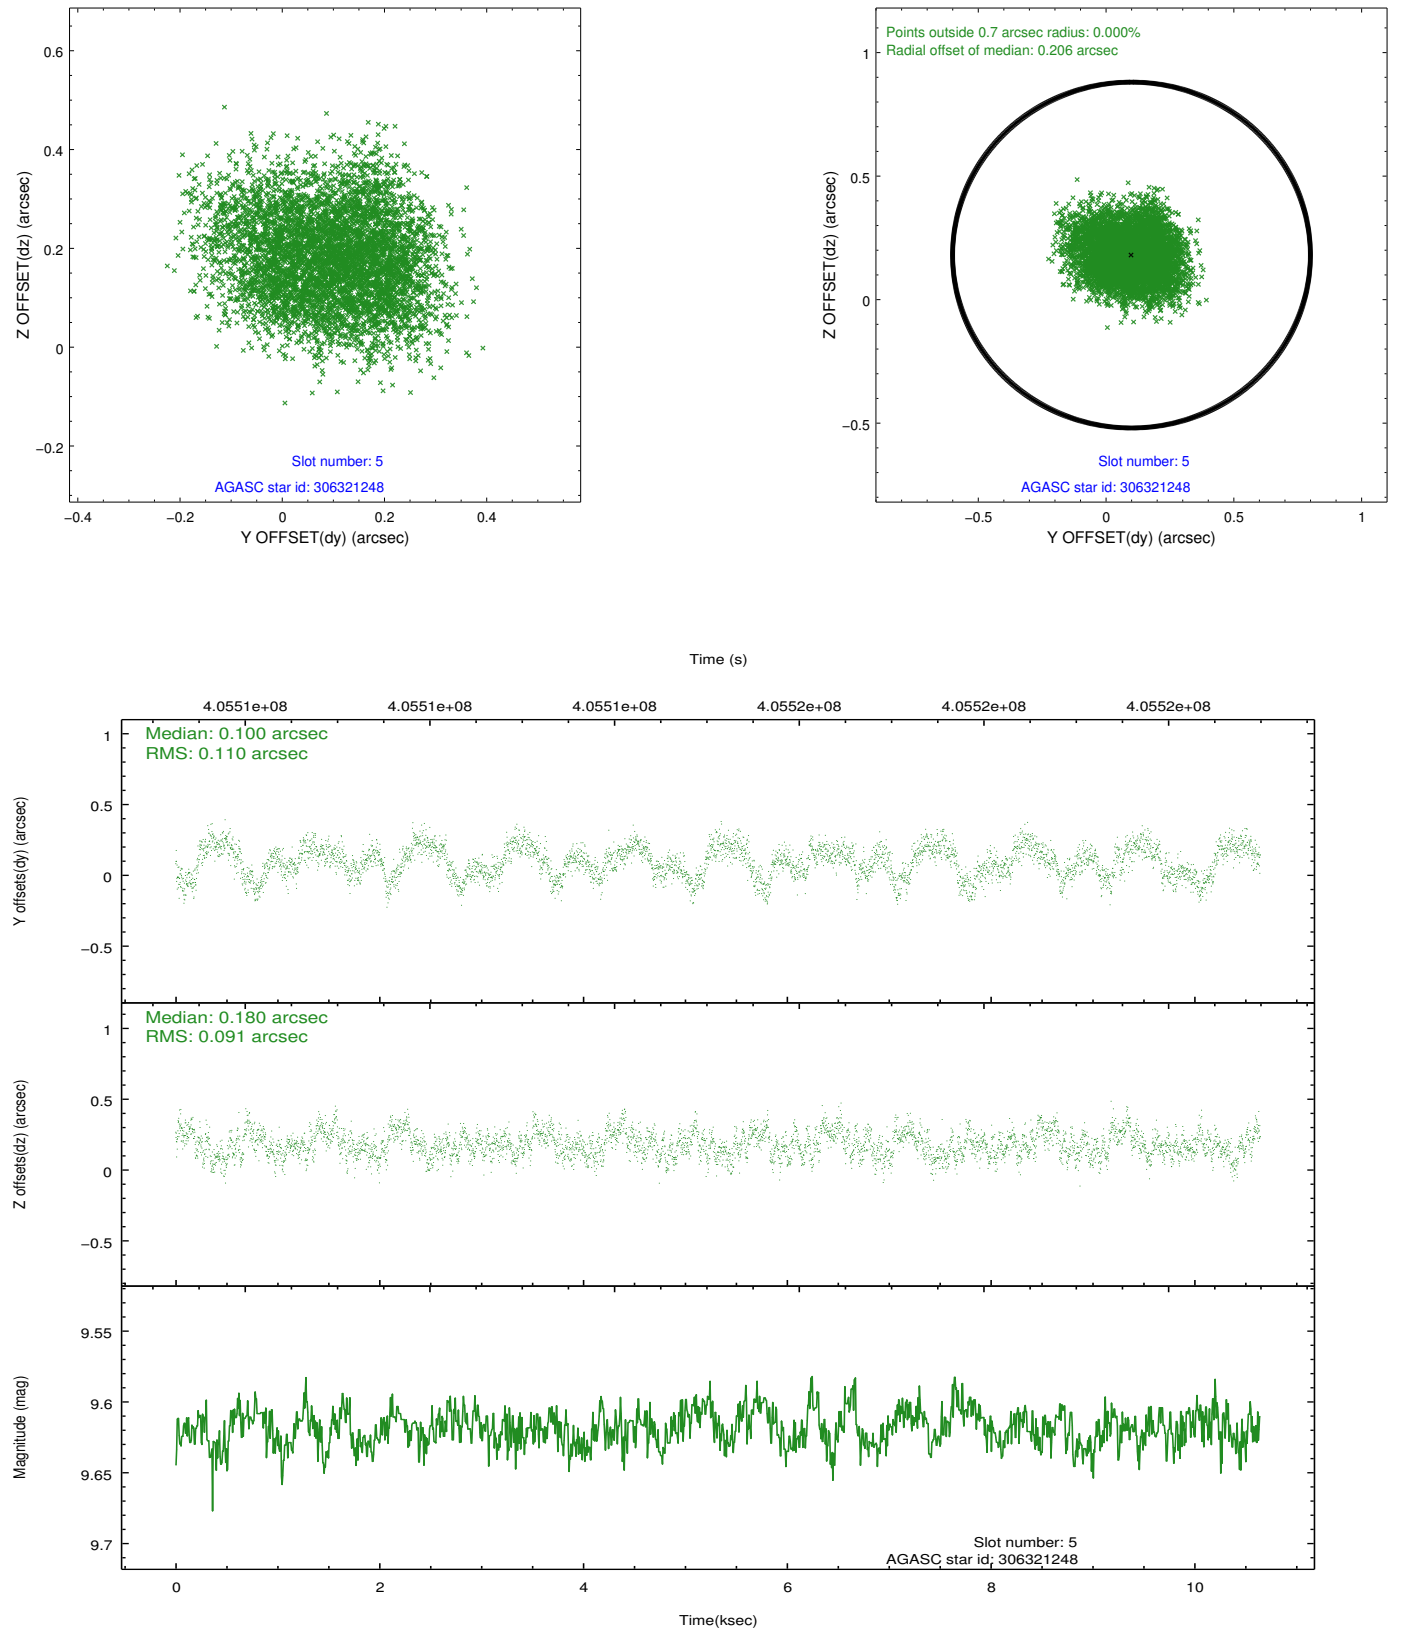 0.6
0.4
0.2
0
−0.2
Z OFFSET(dz) (arcsec)
Slot number: 5
AGASC star id: 306321248
−0.4
−0.2
0
0.2
0.4
Y OFFSET(dy) (arcsec)
Points outside 0.7 arcsec radius: 0.000%
Radial offset of median: 0.206 arcsec
1
0.5
0
−0.5
Z OFFSET(dz) (arcsec)
Slot number: 5
AGASC star id: 306321248
−0.5
0
0.5
1
Y OFFSET(dy) (arcsec)
Time (s)
4.0551e+08
4.0551e+08
4.0551e+08
4.0552e+08
4.0552e+08
4.0552e+08
Median: 0.100 arcsec
RMS: 0.110 arcsec
1
0.5
0
−0.5
Y offsets(dy) (arcsec)
Median: 0.180 arcsec
RMS: 0.091 arcsec
1
0.5
0
−0.5
Z offsets(dz) (arcsec)
9.55
9.6
9.65
9.7
Magnitude (mag)
Slot number: 5
AGASC star id: 306321248
0
2
4
6
8
10
Time(ksec)